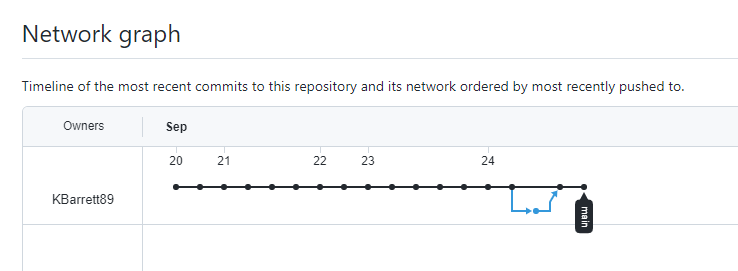 Network graph
Timeline of the most recent commits to this repository and its network ordered by most recently pushed to.
Owners Sep
20 21 22 23 24
KBarrett89
main